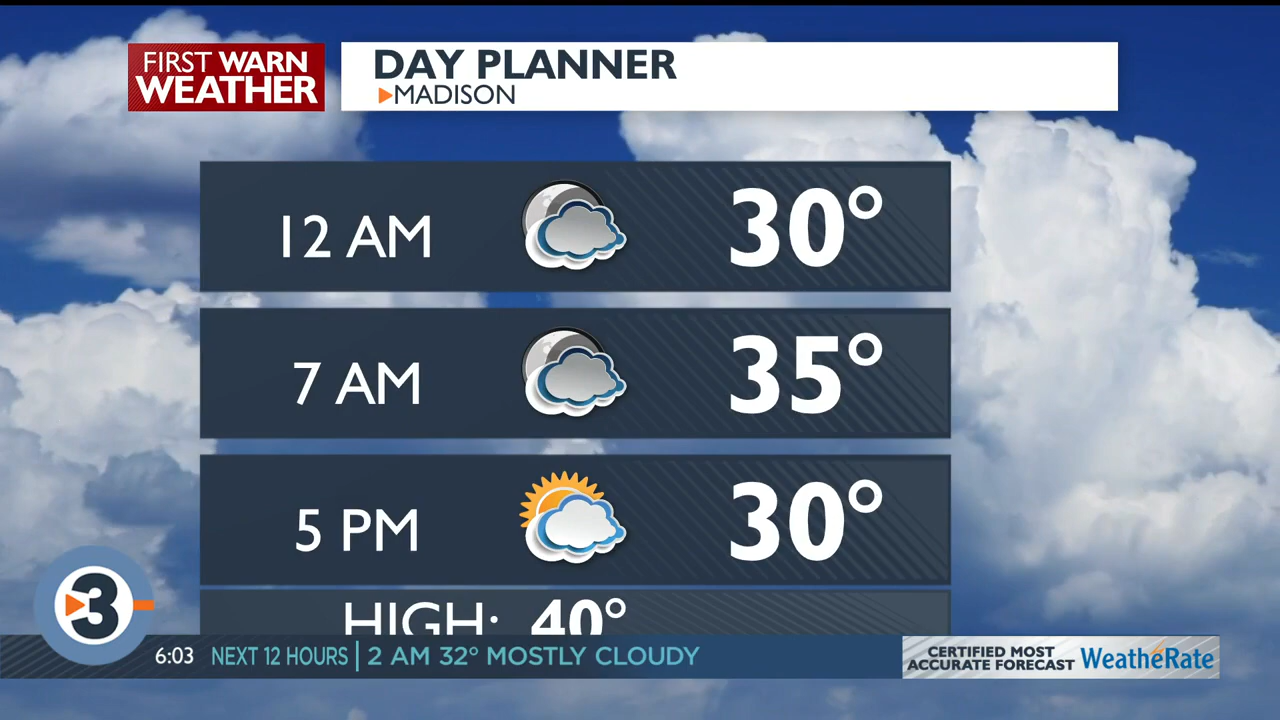 FIRST WARN
WEATHER
DAY PLANNER
MADISON
12 AM 30°
7 AM 35°
5 PM 30°
HIGH: 40°
3
6:03 NEXT 12 HOURS | 2 AM 32° MOSTLY CLOUDY
CERTIFIED MOST
ACCURATE FORECAST WeatheRate